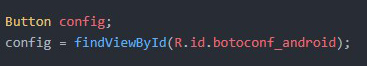 Button config;
config = findViewById(R.id.botoconf_android);